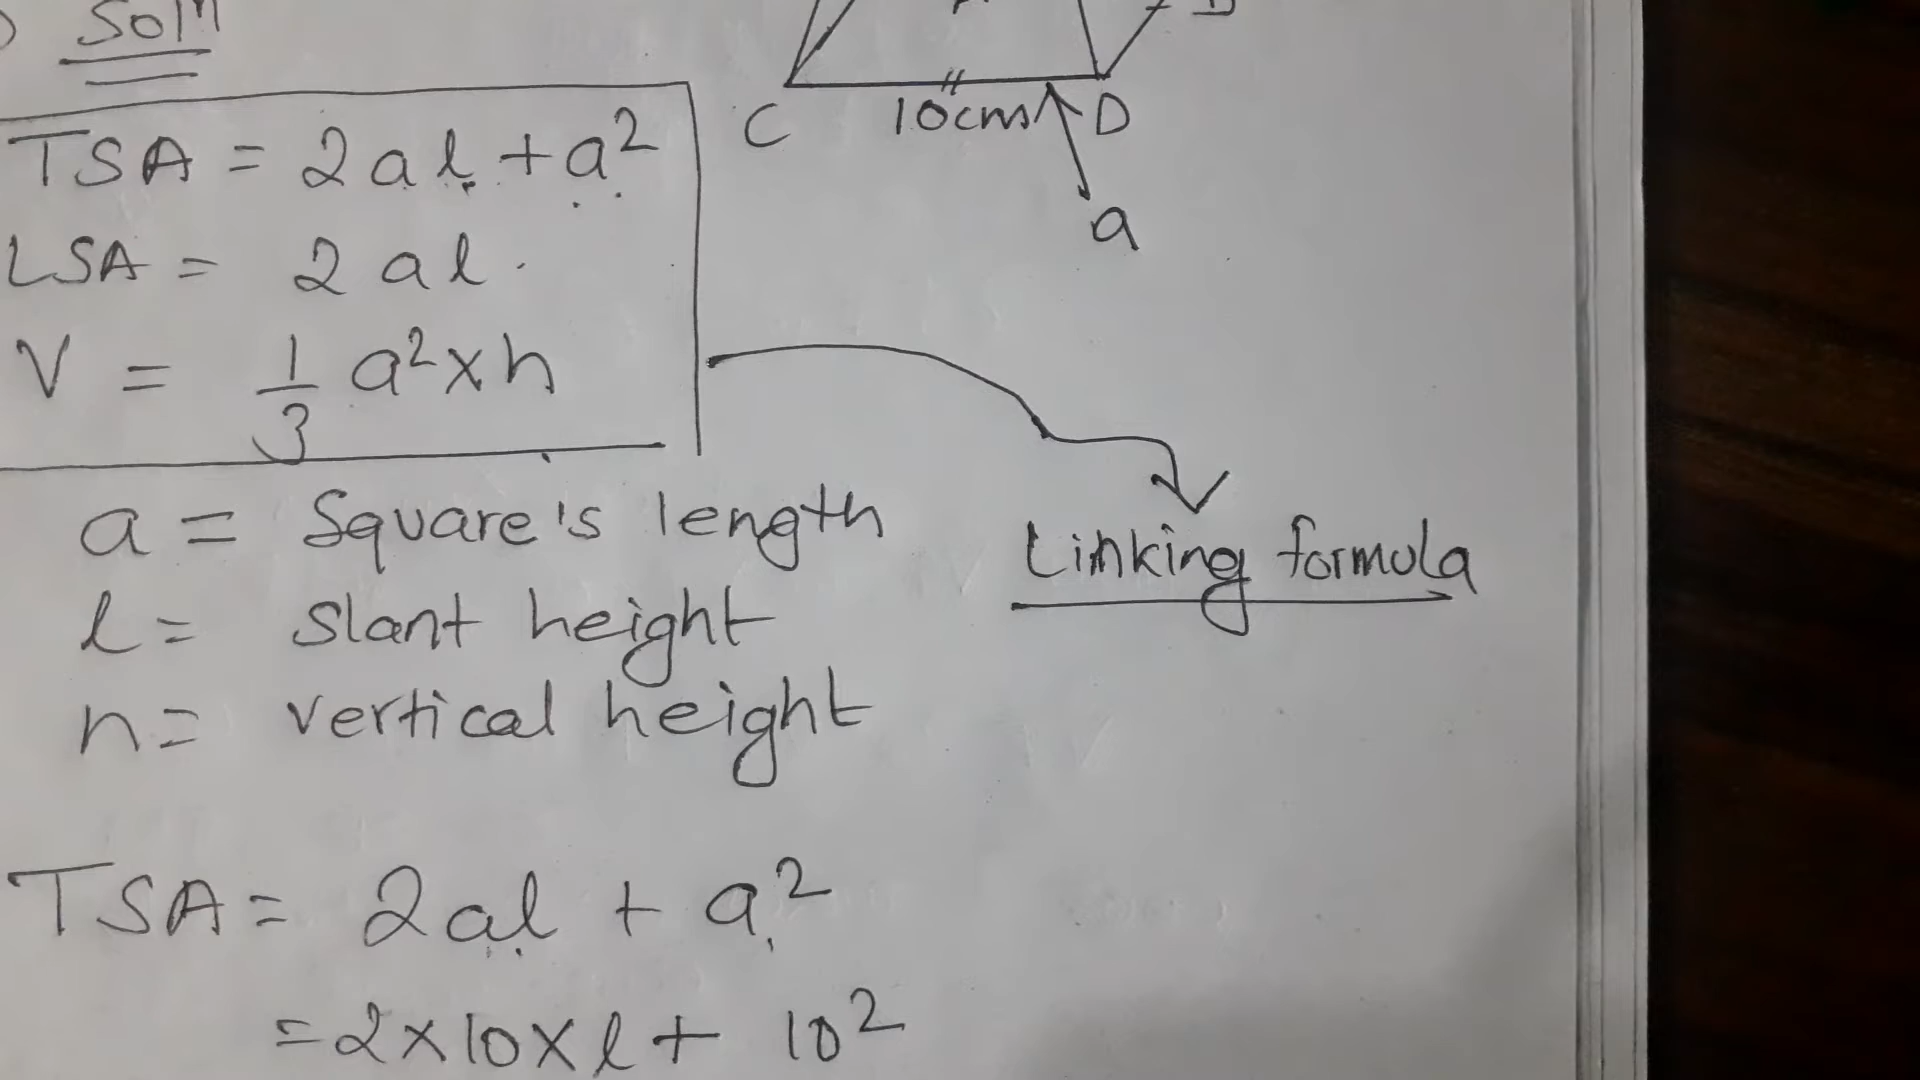 Soln
TSA = 2al + a²
LSA = 2al.
V = 1/3 a² x h
C 10cm D
a
a = Square's length
l = slant height
h = vertical height
Linking formula
TSA = 2al + a²
= 2 x 10 x l + 10²